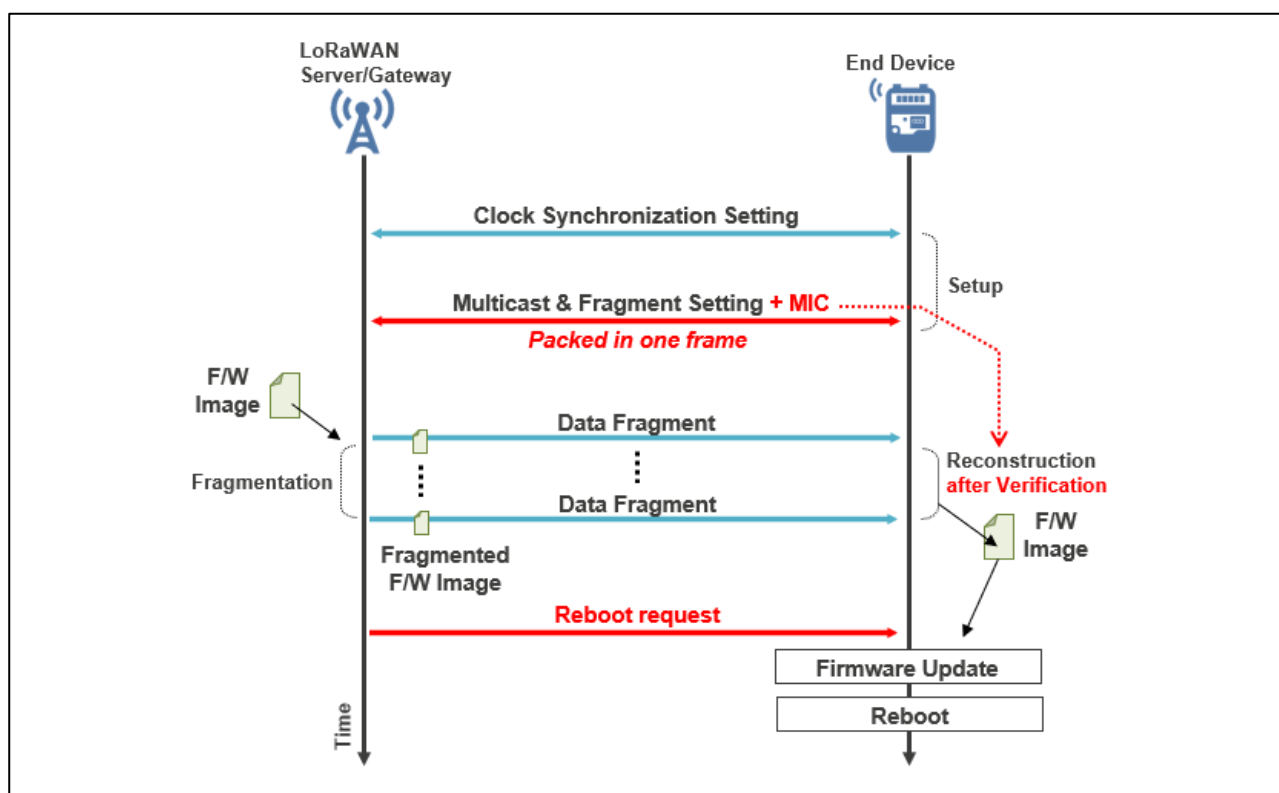 LoRaWAN
Server/Gateway
End Device
Clock Synchronization Setting
Setup
Multicast & Fragment Setting + MIC
Packed in one frame
F/W
Image
Data Fragment
Fragmentation
Reconstruction
after Verification
Data Fragment
F/W
Image
Fragmented
F/W Image
Reboot request
Firmware Update
Reboot
Time